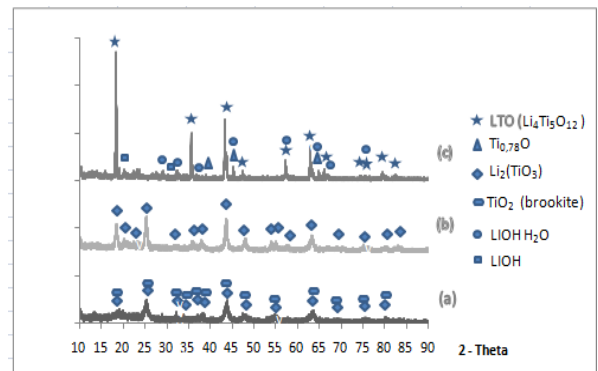 LTO (Li4Ti5O12)
Ti0,78O
Li2(TiO3)
TiO2 (brookite)
LIOH H2O
LIOH
(c)
(b)
(a)
10 15 20 25 30 35 40 45 50 55 60 65 70 75 80 85 90
2 - Theta